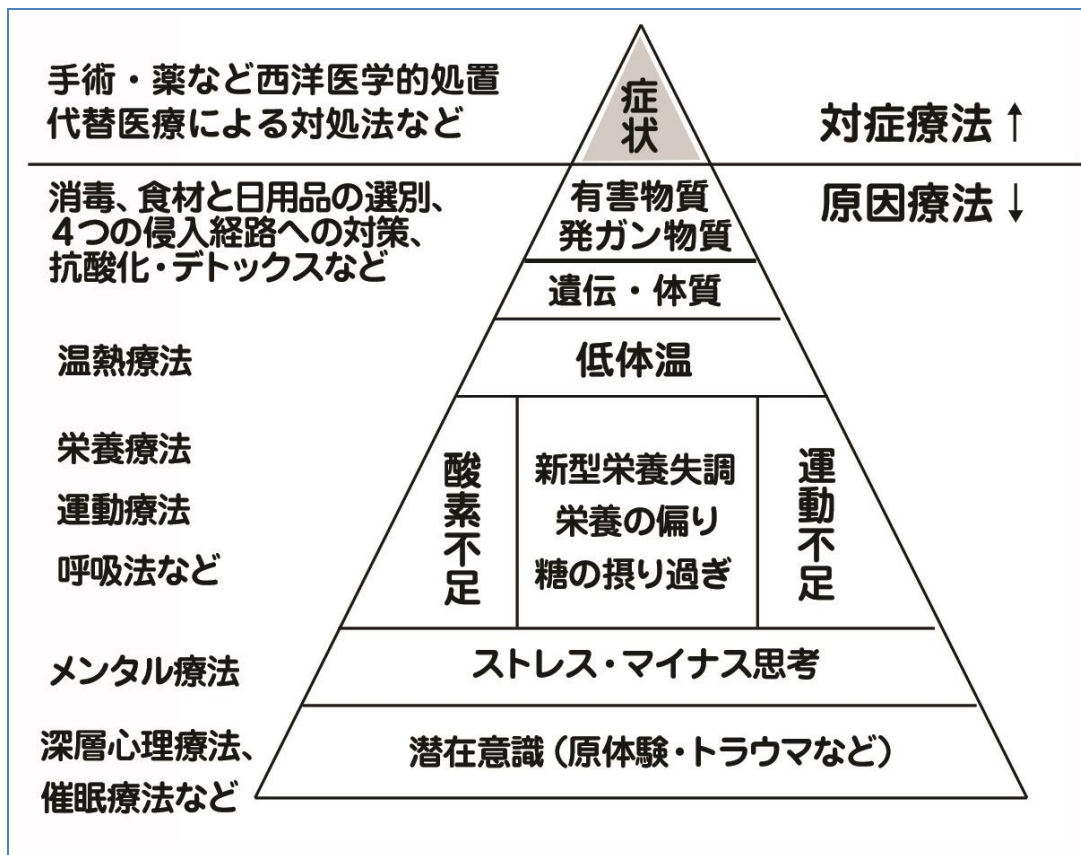 手術・薬など西洋医学的処置
代替医療による対処法など
症状
対症療法↑
消毒、食材と日用品の選別、
4つの侵入経路への対策、
抗酸化・デトックスなど
有害物質
発ガン物質
原因療法↓
遺伝・体質
温熱療法
低体温
栄養療法
運動療法
呼吸法など
酸素不足
新型栄養失調
栄養の偏り
糖の摂り過ぎ
運動不足
メンタル療法
ストレス・マイナス思考
深層心理療法、
催眠療法など
潜在意識（原体験・トラウマなど）